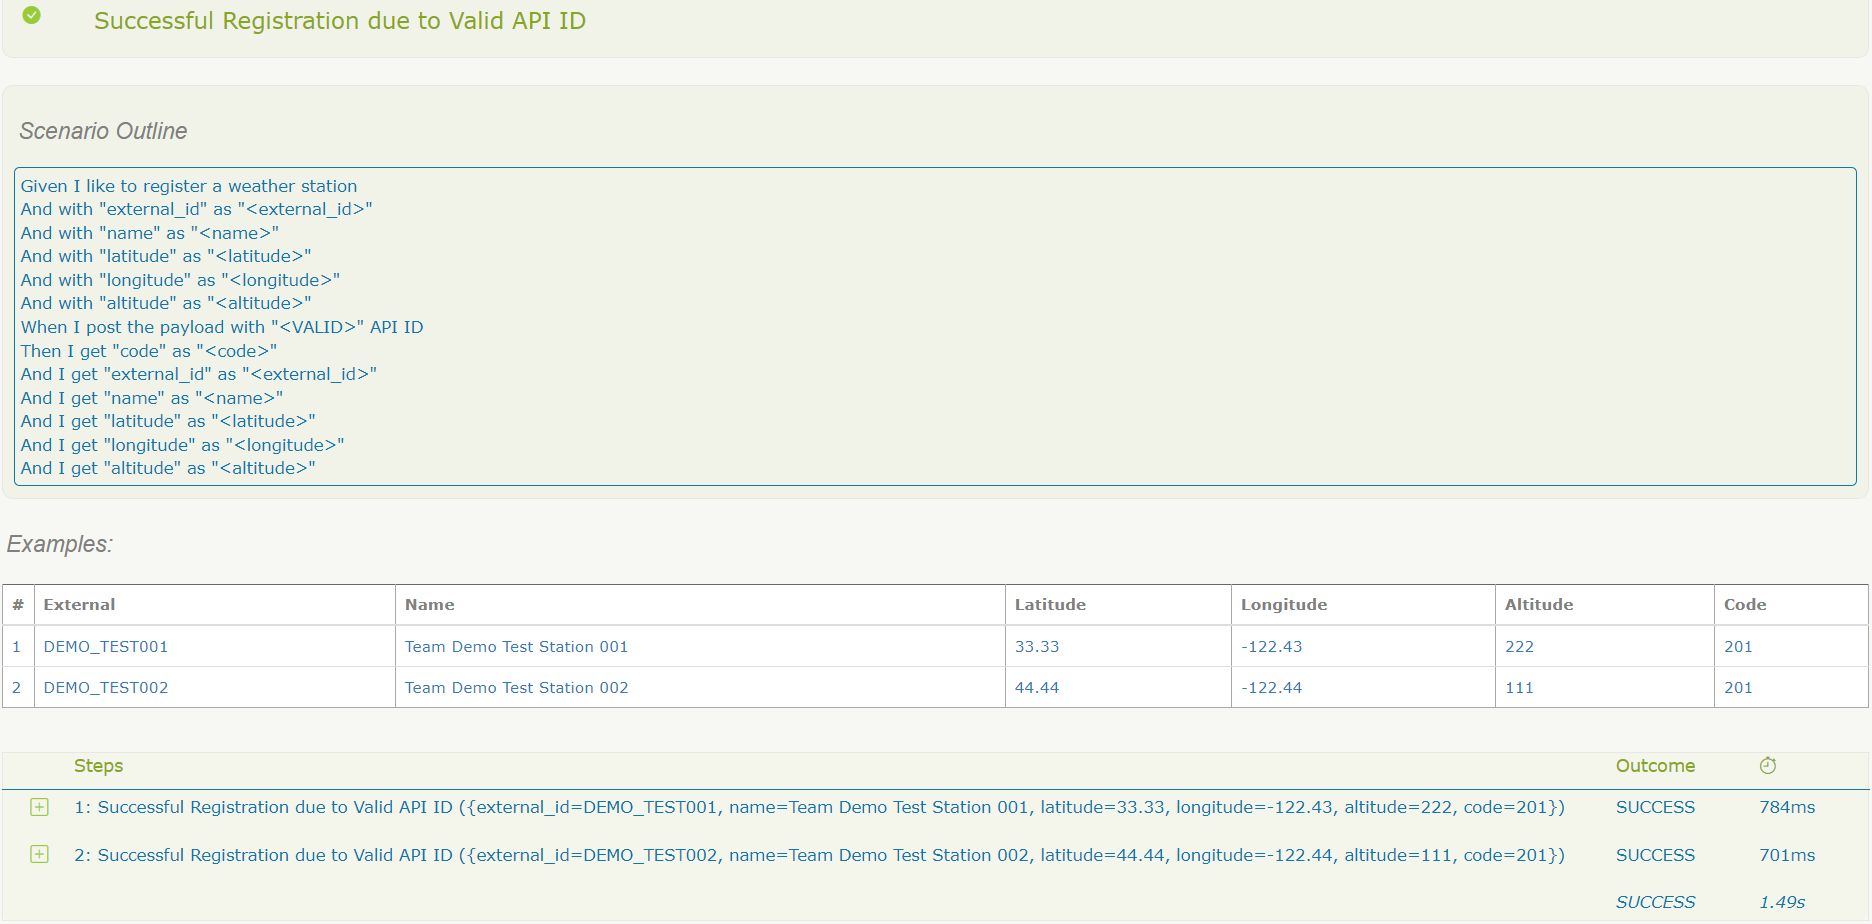 Successful Registration due to Valid API ID
Scenario Outline
Given I like to register a weather station
And with "external_id" as "<external_id>"
And with "name" as "<name>"
And with "latitude" as "<latitude>"
And with "longitude" as "<longitude>"
And with "altitude" as "<altitude>"
When I post the payload with "<VALID>" API ID
Then I get "code" as "<code>"
And I get "external_id" as "<external_id>"
And I get "name" as "<name>"
And I get "latitude" as "<latitude>"
And I get "longitude" as "<longitude>"
And I get "altitude" as "<altitude>"
Examples:
# External Name Latitude Longitude Altitude Code
1 DEMO_TEST001 Team Demo Test Station 001 33.33 -122.43 222 201
2 DEMO_TEST002 Team Demo Test Station 002 44.44 -122.44 111 201
Steps Outcome
1: Successful Registration due to Valid API ID ({external_id=DEMO_TEST001, name=Team Demo Test Station 001, latitude=33.33, longitude=-122.43, altitude=222, code=201}) SUCCESS 784ms
2: Successful Registration due to Valid API ID ({external_id=DEMO_TEST002, name=Team Demo Test Station 002, latitude=44.44, longitude=-122.44, altitude=111, code=201}) SUCCESS 701ms
SUCCESS 1.49s